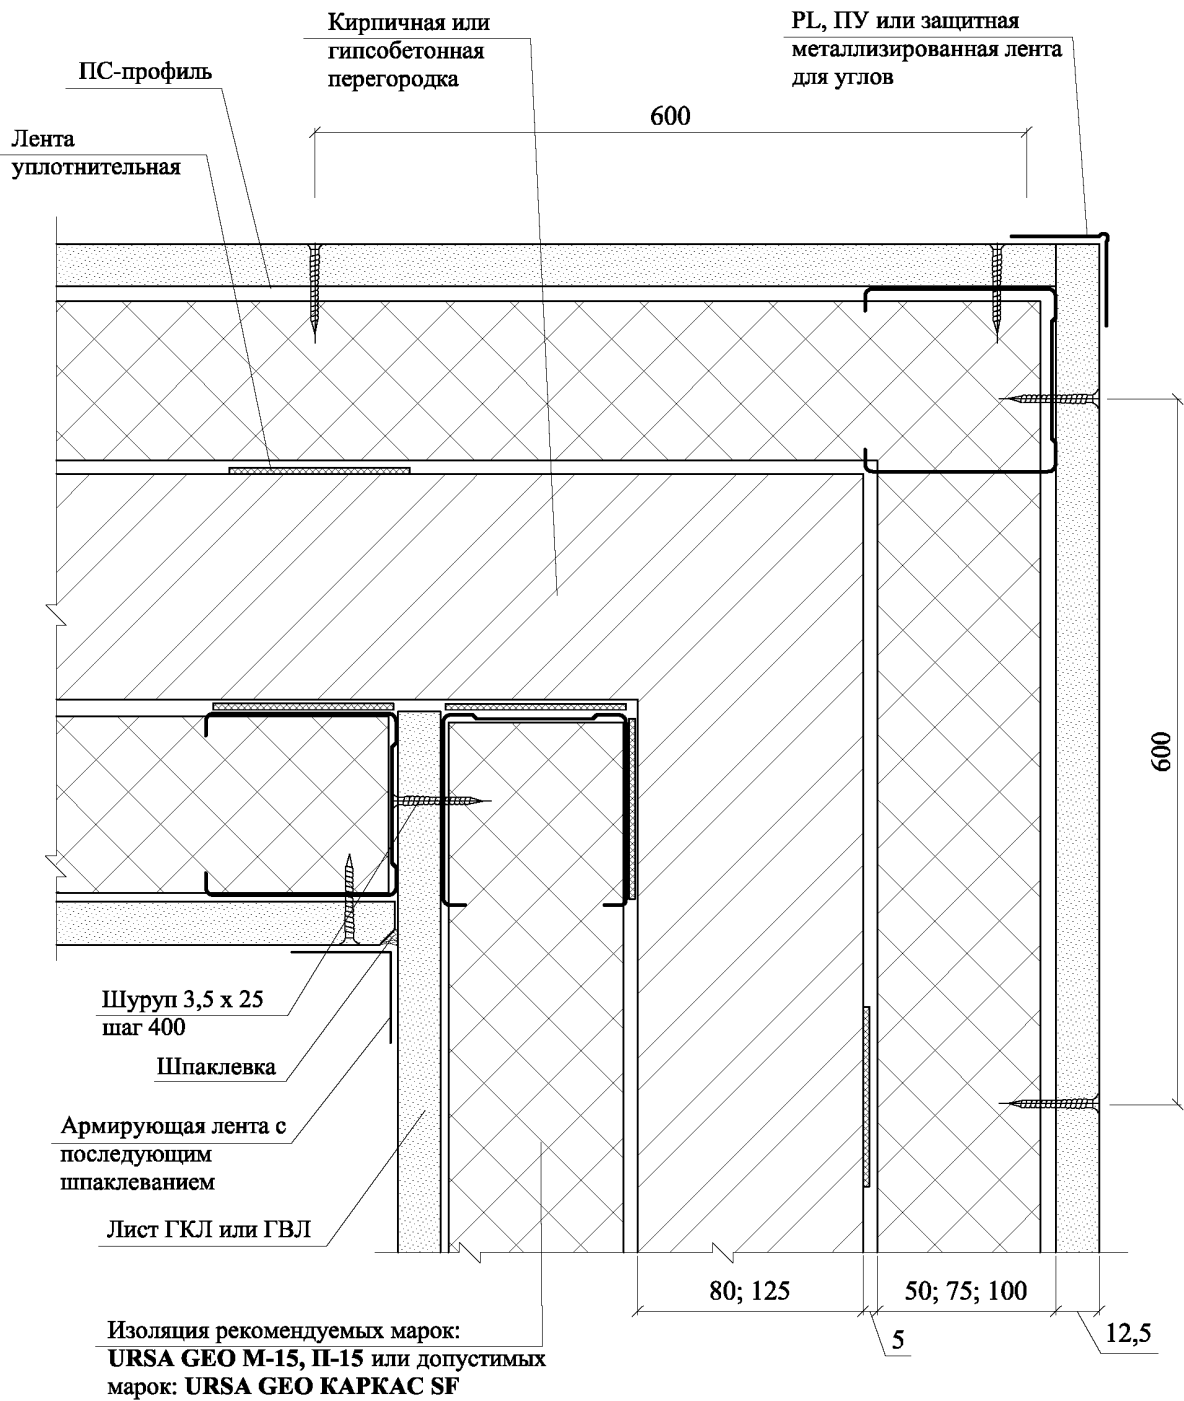 Кирпичная или
гипсобетонная
перегородка
PL, ПУ или защитная
металлизированная лента
для углов
ПС-профиль
600
Лента
уплотнительная
600
Шуруп 3,5 х 25
шаг 400
Шпаклевка
Армирующая лента с
последующим
шпаклеванием
Лист ГКЛ или ГВЛ
80; 125
5
50; 75; 100
12,5
Изоляция рекомендуемых марок:
URSA GEO М-15, П-15 или допустимых
марок: URSA GEO КАРКАС SF